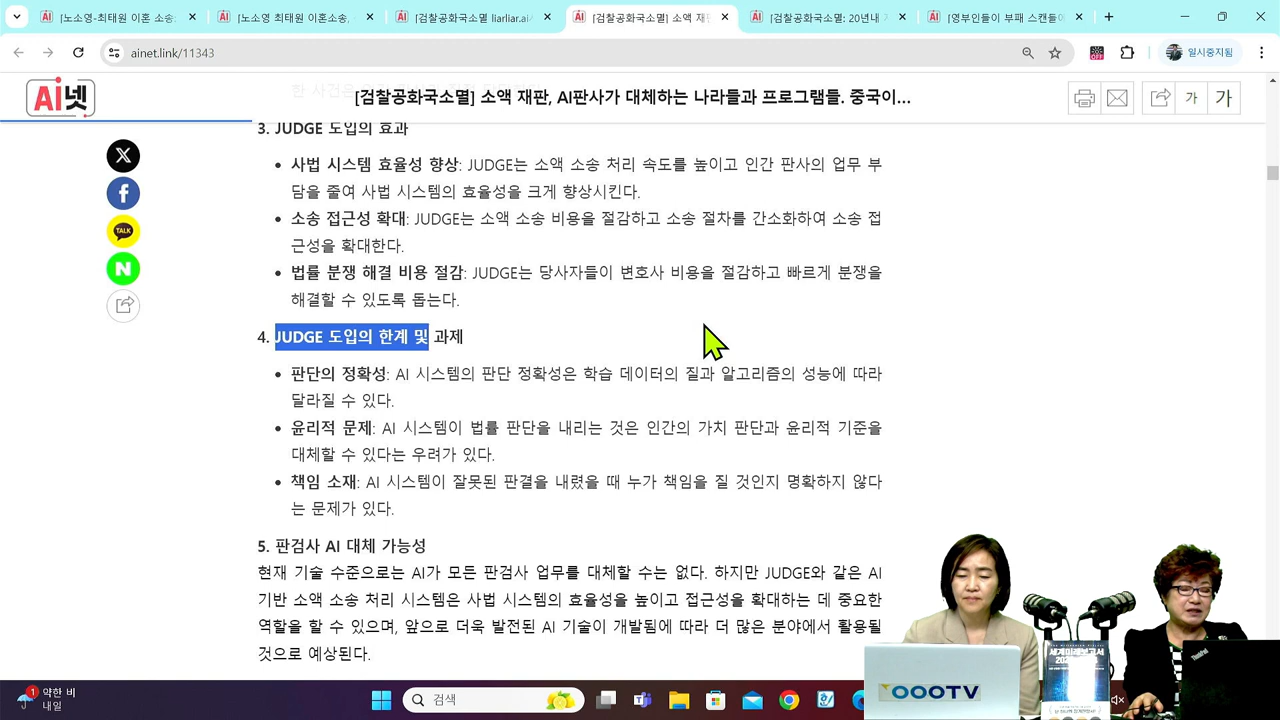 [노소영-최태원 이혼 소송
[노소영 최태원 이혼소송,
[검찰공화국소멸 liarliar.ai
[검찰공화국소멸] 소액 재판
[검찰공화국소멸: 20년내
[영부인들이 부패 스캔들에
ainet.link/11343
OFF
일시중지됨
Ai넷
한 사건은
[검찰공화국소멸] 소액 재판, AI판사가 대체하는 나라들과 프로그램들. 중국이...
가 가
3. JUDGE 도입의 효과
사법 시스템 효율성 향상: JUDGE는 소액 소송 처리 속도를 높이고 인간 판사의 업무 부
담을 줄여 사법 시스템의 효율성을 크게 향상시킨다.
소송 접근성 확대: JUDGE는 소액 소송 비용을 절감하고 소송 절차를 간소화하여 소송 접
근성을 확대한다.
법률 분쟁 해결 비용 절감: JUDGE는 당사자들이 변호사 비용을 절감하고 빠르게 분쟁을
해결할 수 있도록 돕는다.
4. JUDGE 도입의 한계 및 과제
판단의 정확성: AI 시스템의 판단 정확성은 학습 데이터의 질과 알고리즘의 성능에 따라
달라질 수 있다.
윤리적 문제: AI 시스템이 법률 판단을 내리는 것은 인간의 가치 판단과 윤리적 기준을
대체할 수 있다는 우려가 있다.
책임 소재: AI 시스템이 잘못된 판결을 내렸을 때 누가 책임을 질 것인지 명확하지 않다
는 문제가 있다.
5. 판검사 AI 대체 가능성
현재 기술 수준으로는 AI가 모든 판검사 업무를 대체할 수는 없다. 하지만 JUDGE와 같은 AI
기반 소액 소송 처리 시스템은 사법 시스템의 효율성을 높이고 접근성을 확대하는 데 중요한
역할을 할 수 있으며, 앞으로 더욱 발전된 AI 기술이 개발됨에 따라 더 많은 분야에서 활용될
것으로 예상된다
TALK
N
세계미래보고서
ThinkPad
OOOTV
1
약한 비
내일
검색